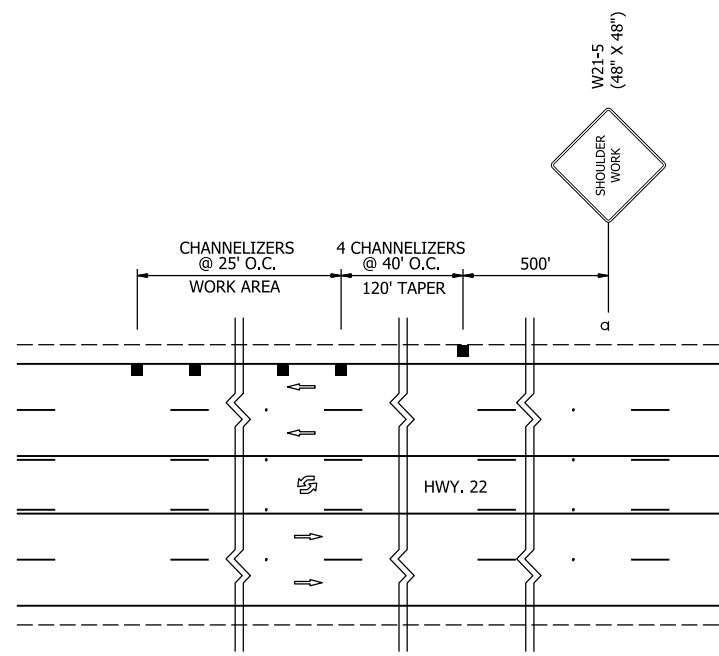 W21-5
(48" X 48")
SHOULDER
WORK
CHANNELIZERS
@ 25' O.C.
WORK AREA
4 CHANNELIZERS
@ 40' O.C.
120' TAPER
500'
HWY. 22